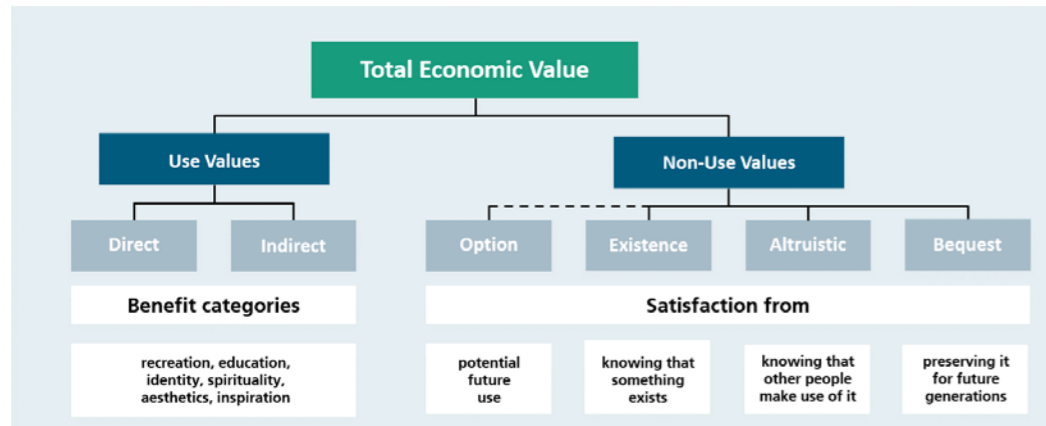 Total Economic Value
Use Values
Non-Use Values
Direct
Indirect
Option
Existence
Altruistic
Bequest
Benefit categories
Satisfaction from
recreation, education,
identity, spirituality,
aesthetics, inspiration
potential
future
use
knowing that
something
exists
knowing that
other people
make use of it
preserving it
for future
generations